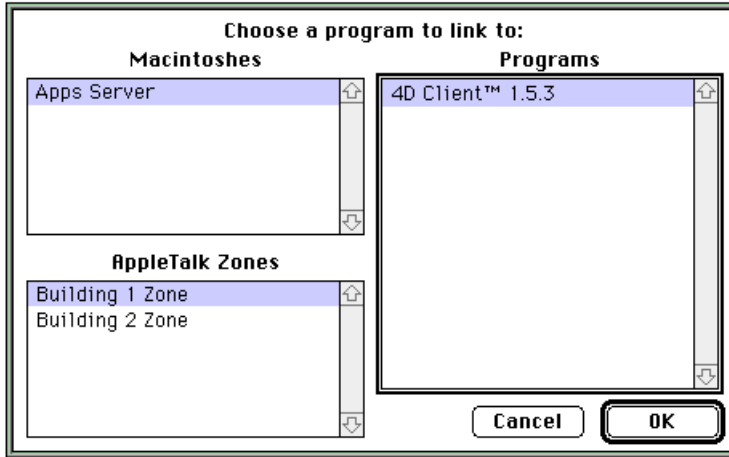 Choose a program to link to:
Macintoshes
Apps Server
AppleTalk Zones
Building 1 Zone
Building 2 Zone
Programs
4D Client™ 1.5.3
Cancel
OK